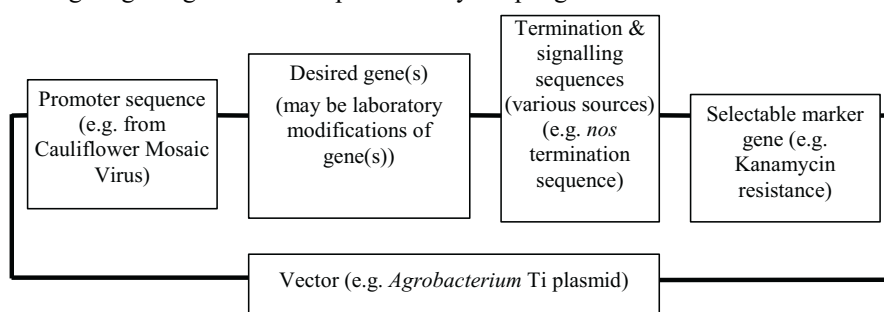 Promoter sequence
(e.g. from
Cauliflower Mosaic
Virus)
Desired gene(s)
(may be laboratory
modifications of
gene(s))
Termination &
signalling
sequences
(various sources)
(e.g. nos
termination
sequence)
Selectable marker
gene (e.g.
Kanamycin
resistance)
Vector (e.g. Agrobacterium Ti plasmid)